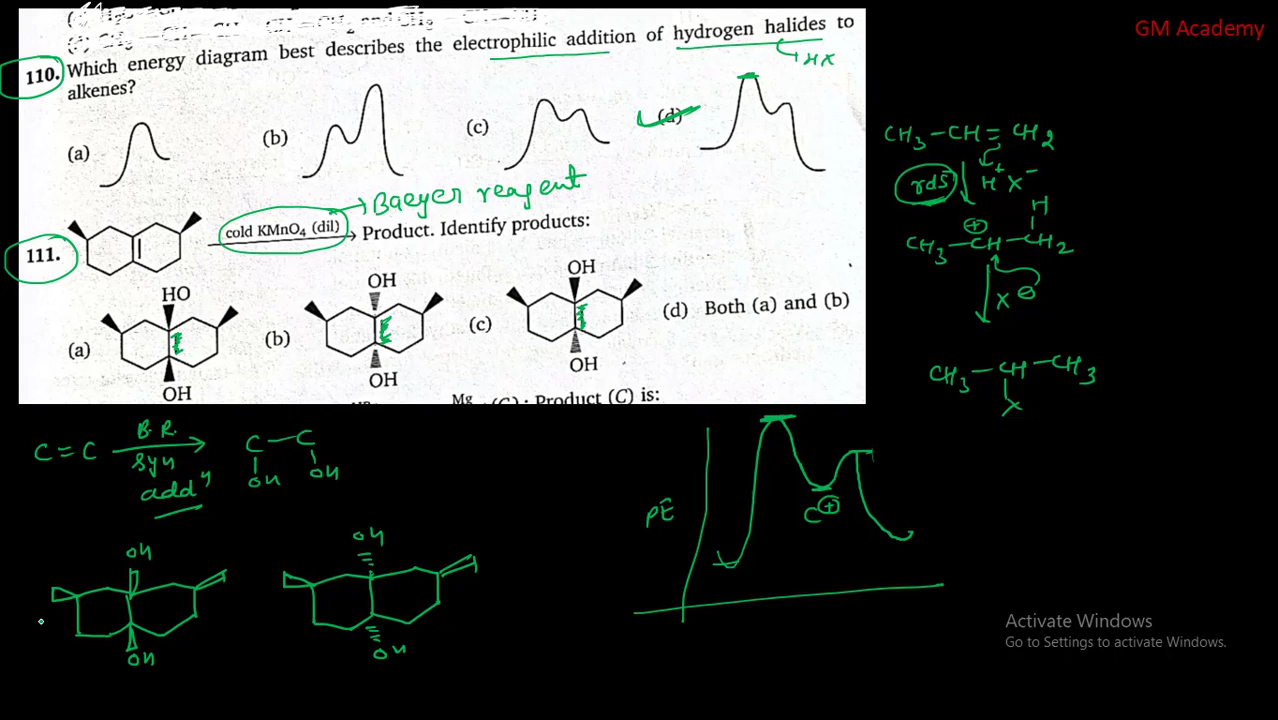 GM Academy
110. Which energy diagram best describes the electrophilic addition of hydrogen halides to
alkenes?
HX
(a)
(b)
(c)
(d)
Baeyer reagent
111.
cold KMnO₄ (dil)
Product. Identify products:
HO
OH
(a)
OH
OH
(b)
OH
OH
(c)
(d) Both (a) and (b)
Mg
(C) . Product (C) is:
CH₃ – CH = CH₂
rds H⁺ X⁻
H
⊕
CH₃ – CH – CH₂
X ⊖
CH₃ – CH – CH₃
X
C = C
B.R.
Syn
addⁿ
C – C
OH OH
OH
OH
OH
OH
PE
C⊕
Activate Windows
Go to Settings to activate Windows.